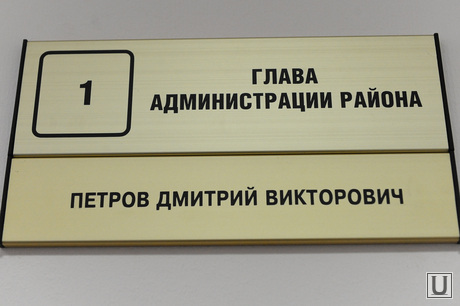 1
ГЛАВА
АДМИНИСТРАЦИИ РАЙОНА
ПЕТРОВ ДМИТРИЙ ВИКТОРОВИЧ
U